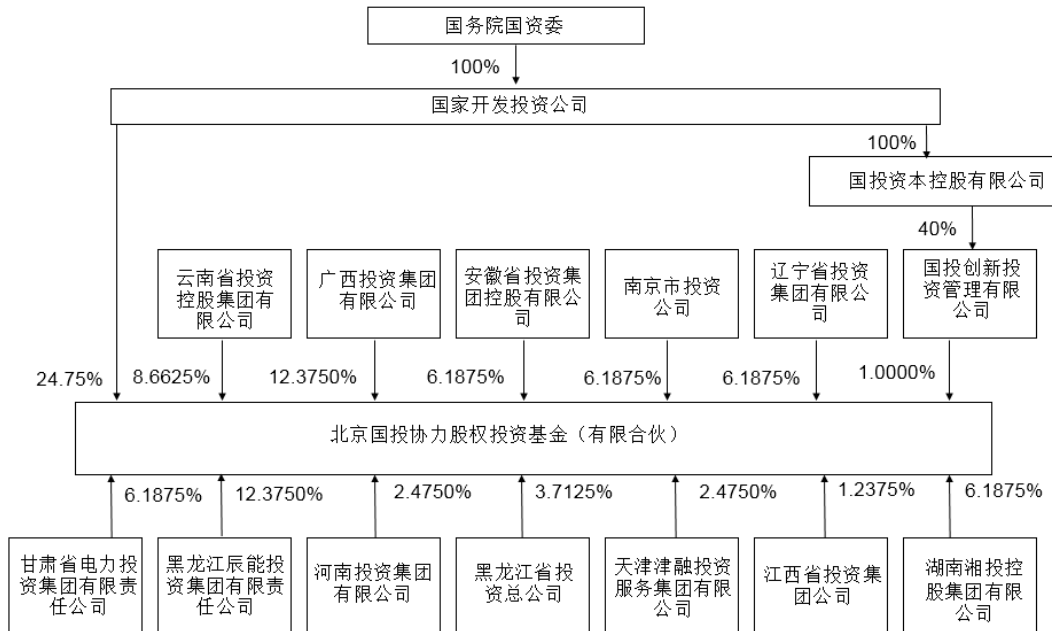 国务院国资委
100%
国家开发投资公司
100%
国投资本控股有限公司
40%
云南省投资
控股集团有
限公司
广西投资集团
有限公司
安徽省投资集
团控股有限公
司
南京市投资
公司
辽宁省投资
集团有限公
司
国投创新投
资管理有限
公司
24.75%
8.6625%
12.3750%
6.1875%
6.1875%
6.1875%
1.0000%
北京国投协力股权投资基金（有限合伙）
6.1875%
12.3750%
2.4750%
3.7125%
2.4750%
1.2375%
6.1875%
甘肃省电力投
资集团有限责
任公司
黑龙江辰能投
资集团有限责
任公司
河南投资集团
有限公司
黑龙江省投
资总公司
天津津融投资
服务集团有限
公司
江西省投资集
团公司
湖南湘投控
股集团有限
公司